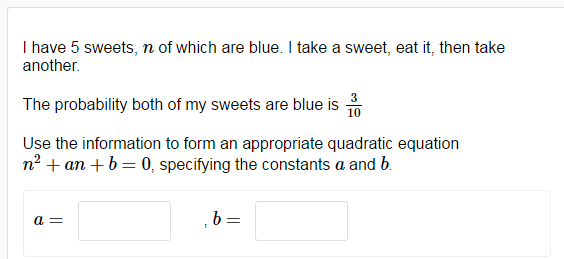 I have 5 sweets, n of which are blue. I take a sweet, eat it, then take
another.
The probability both of my sweets are blue is 3/10
Use the information to form an appropriate quadratic equation
n² + an + b = 0, specifying the constants a and b.
a = , b =